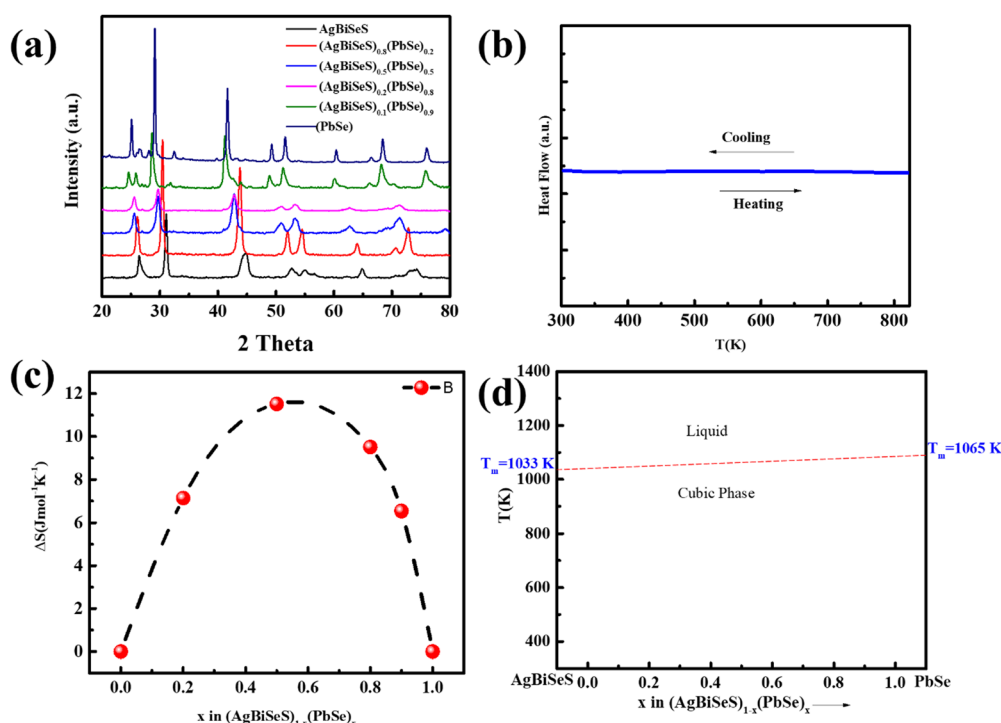 (a)
AgBiSeS
(AgBiSeS)0.8(PbSe)0.2
(AgBiSeS)0.5(PbSe)0.5
(AgBiSeS)0.2(PbSe)0.8
(AgBiSeS)0.1(PbSe)0.9
(PbSe)
Intensity (a.u.)
20 30 40 50 60 70 80
2 Theta
(b)
Heat Flow (a.u.)
Cooling
Heating
300 400 500 600 700 800
T(K)
(c)
B
ΔS(Jmol-1K-1)
12
10
8
6
4
2
0
0.0 0.2 0.4 0.6 0.8 1.0
x in (AgBiSeS)1-x(PbSe)x
(d)
T(K)
1400
1200
1000
800
600
400
Liquid
Tm=1033 K
Tm=1065 K
Cubic Phase
AgBiSeS 0.0 0.2 0.4 0.6 0.8 1.0 PbSe
x in (AgBiSeS)1-x(PbSe)x